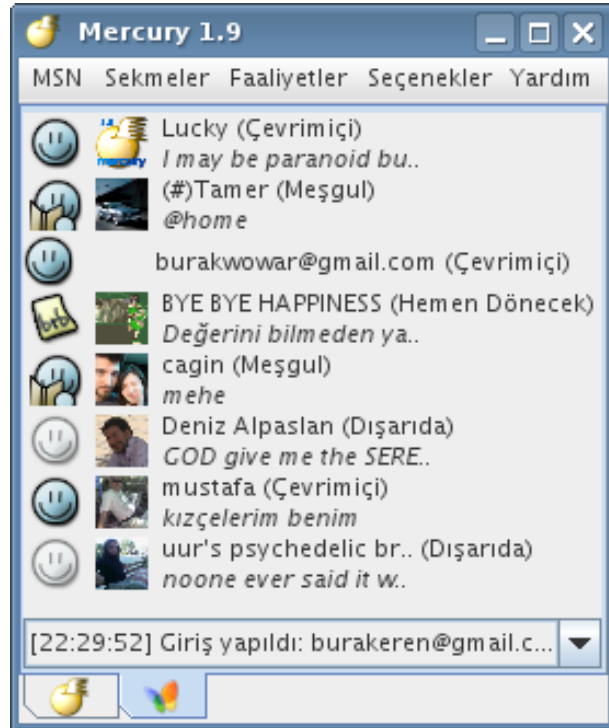 Mercury 1.9
MSN Sekmeler Faaliyetler Seçenekler Yardım
Lucky (Çevrimiçi)
I may be paranoid bu..
(#)Tamer (Meşgul)
@home
burakwowar@gmail.com (Çevrimiçi)
brb
BYE BYE HAPPINESS (Hemen Dönecek)
Değerini bilmeden ya..
cagin (Meşgul)
mehe
Deniz Alpaslan (Dışarıda)
GOD give me the SERE..
mustafa (Çevrimiçi)
kızçelerim benim
uur's psychedelic br.. (Dışarıda)
noone ever said it w..
[22:29:52] Giriş yapıldı: burakeren@gmail.c...